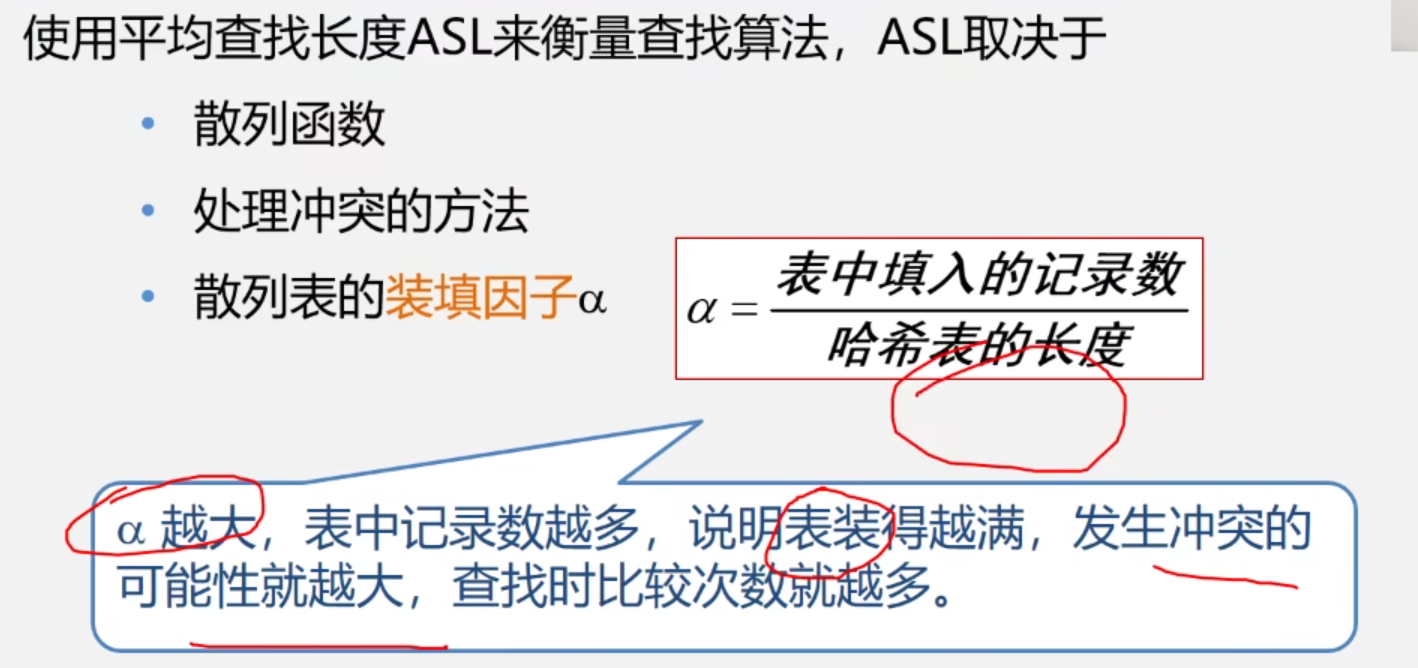 使用平均查找长度ASL来衡量查找算法，ASL取决于
• 散列函数
• 处理冲突的方法
• 散列表的装填因子α
α = 表中填入的记录数
哈希表的长度
α 越大，表中记录数越多，说明表装得越满，发生冲突的
可能性就越大，查找时比较次数就越多。